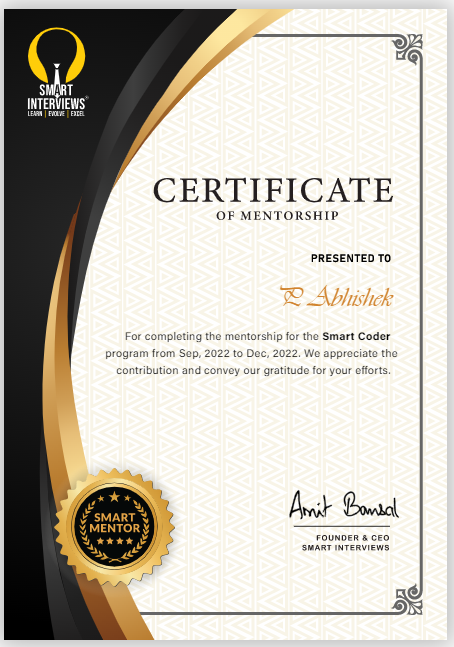 SMART
INTERVIEWS®
LEARN | EVOLVE | EXCEL
CERTIFICATE
OF MENTORSHIP
PRESENTED TO
P Abhishek
For completing the mentorship for the Smart Coder
program from Sep, 2022 to Dec, 2022. We appreciate the
contribution and convey our gratitude for your efforts.
SMART
MENTOR
Amit Bansal
FOUNDER & CEO
SMART INTERVIEWS